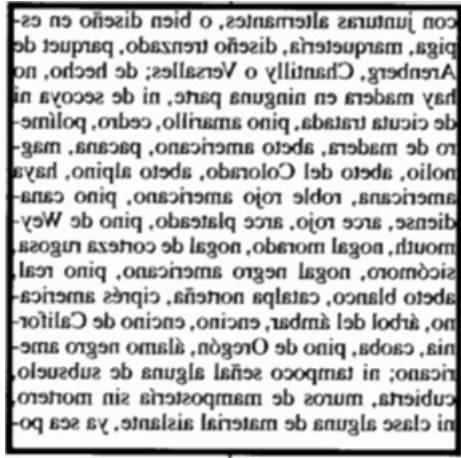 con junturas alternantes, o bien diseño en es-
piga, marquetería, diseño trenzado, parquet de
Arenberg, Chantilly o Versalles; de hecho, no
hay madera en ninguna parte, ni de secoya ni
de cicuta tratada, pino amarillo, cedro, políme-
ro de madera, abeto americano, pacana, mag-
nolio, abeto del Colorado, abeto alpino, haya
americana, roble rojo americano, pino cana-
diense, arce rojo, arce plateado, pino de Wey-
mouth, nogal morado, nogal de corteza rugosa,
sicómoro, nogal negro americano, pino real,
abeto blanco, catalpa norteña, ciprés america-
no, árbol del ámbar, encino, encino de Califor-
nia, caoba, pino de Oregón, álamo negro ame-
ricano; ni tampoco señal alguna de subsuelo,
cubierta, muros de mampostería sin mortero,
ni clase alguna de material aislante, ya sea po-